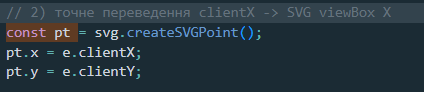 // 2) точне переведення clientX -> SVG viewBox X
const pt = svg.createSVGPoint();
pt.x = e.clientX;
pt.y = e.clientY;